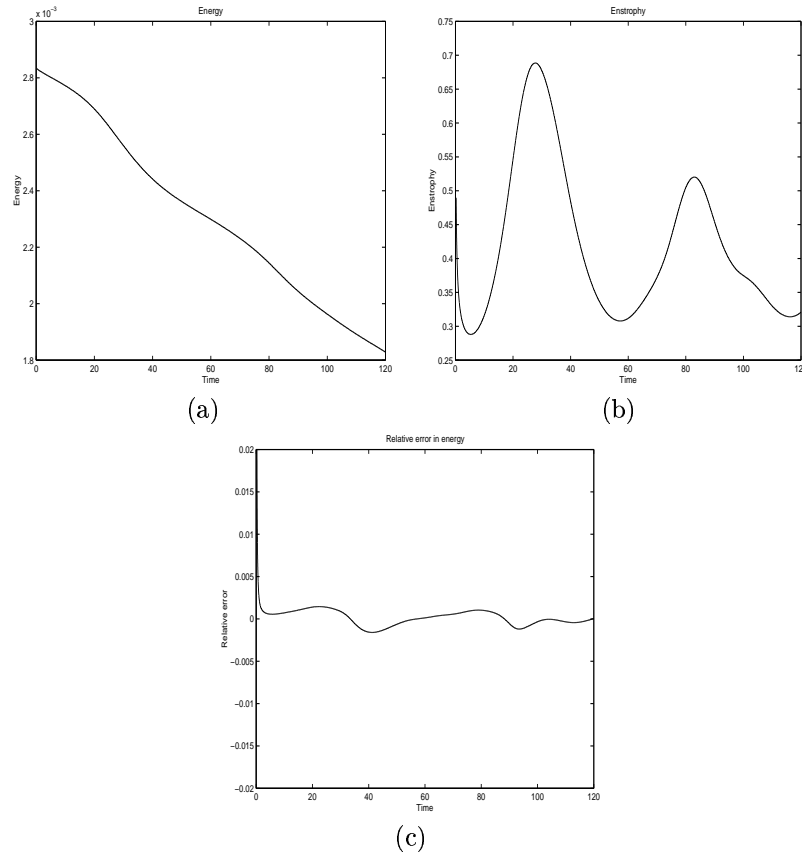 Energy
x 10⁻³
3
2.8
2.6
2.4
2.2
2
1.8
Energy
0 20 40 60 80 100 120
Time
(a)
Enstrophy
0.75
0.7
0.65
0.6
0.55
0.5
0.45
0.4
0.35
0.3
0.25
Enstrophy
0 20 40 60 80 100 120
Time
(b)
Relative error in energy
0.02
0.015
0.01
0.005
0
−0.005
−0.01
−0.015
−0.02
Relative error
0 20 40 60 80 100 120
Time
(c)